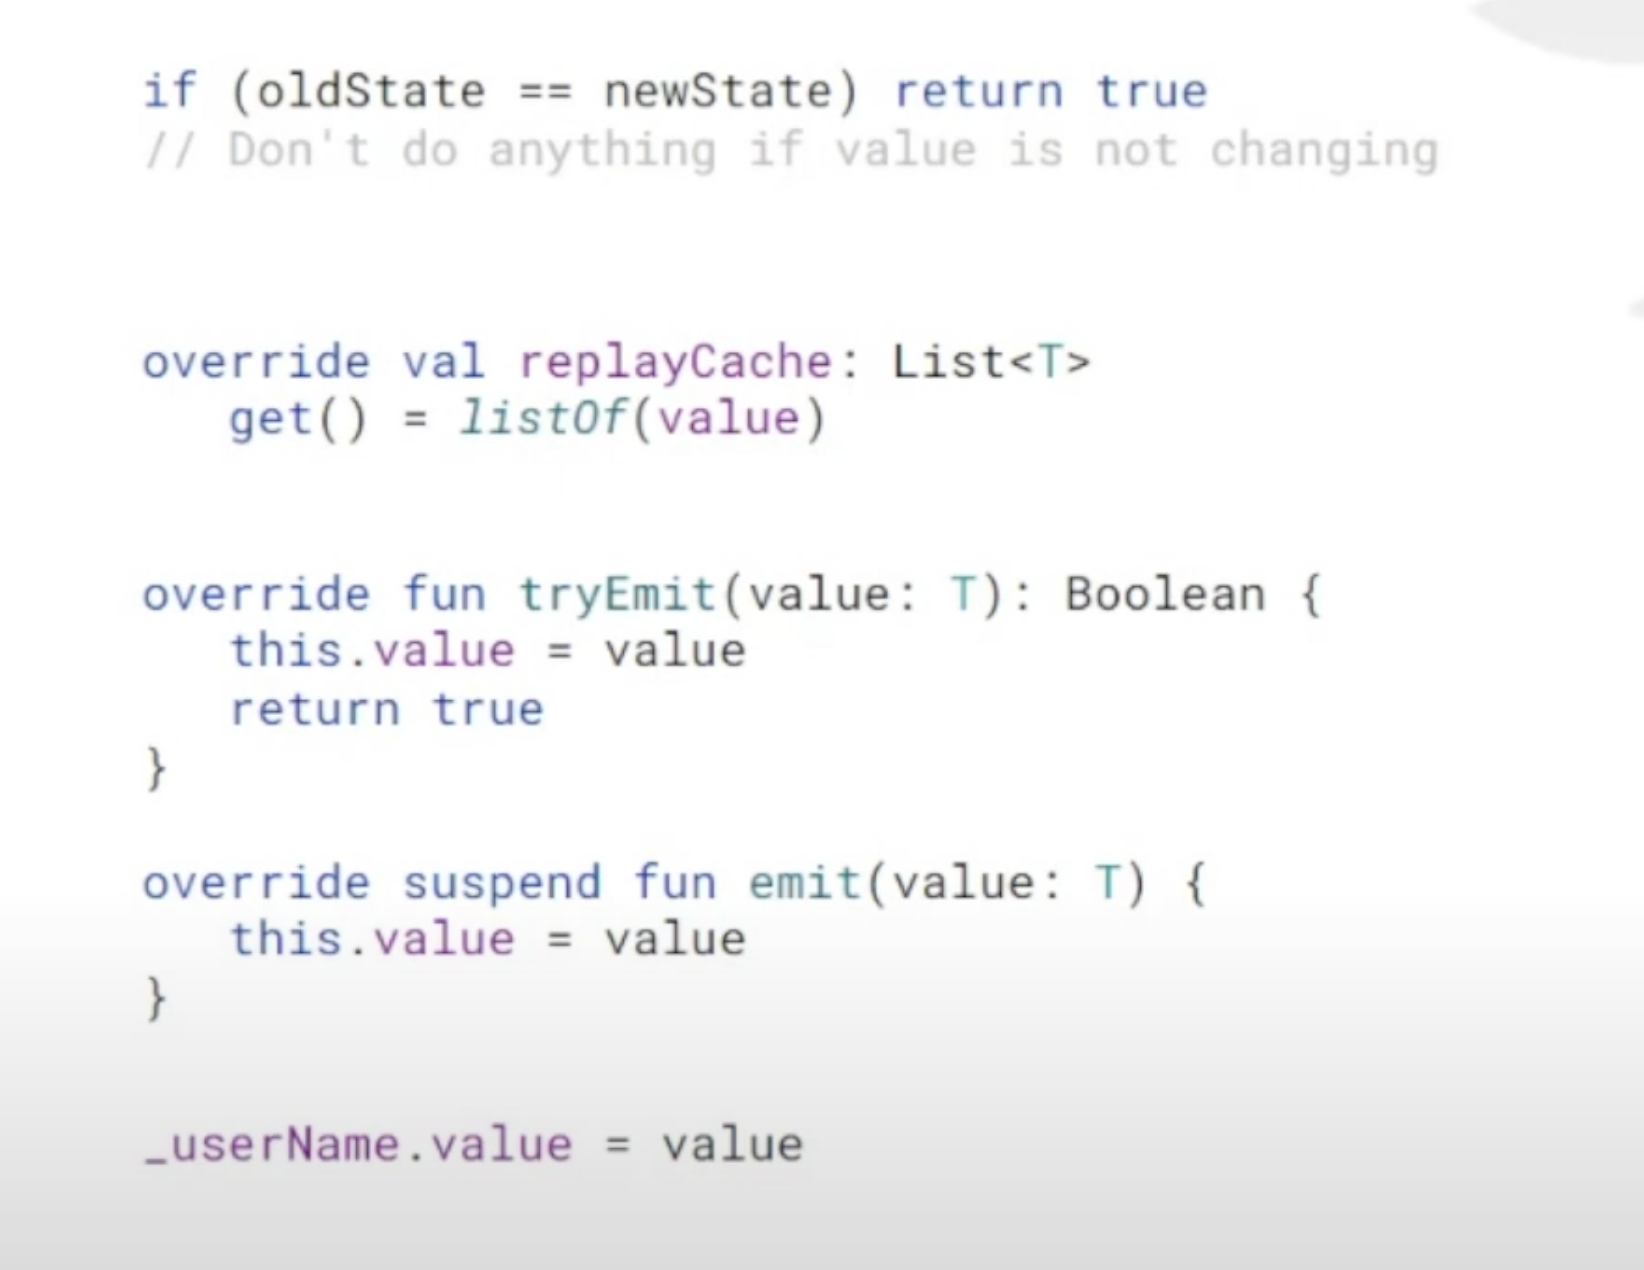 if (oldState == newState) return true
// Don't do anything if value is not changing
override val replayCache: List<T>
get() = listOf(value)
override fun tryEmit(value: T): Boolean {
this.value = value
return true
}
override suspend fun emit(value: T) {
this.value = value
}
_userName.value = value